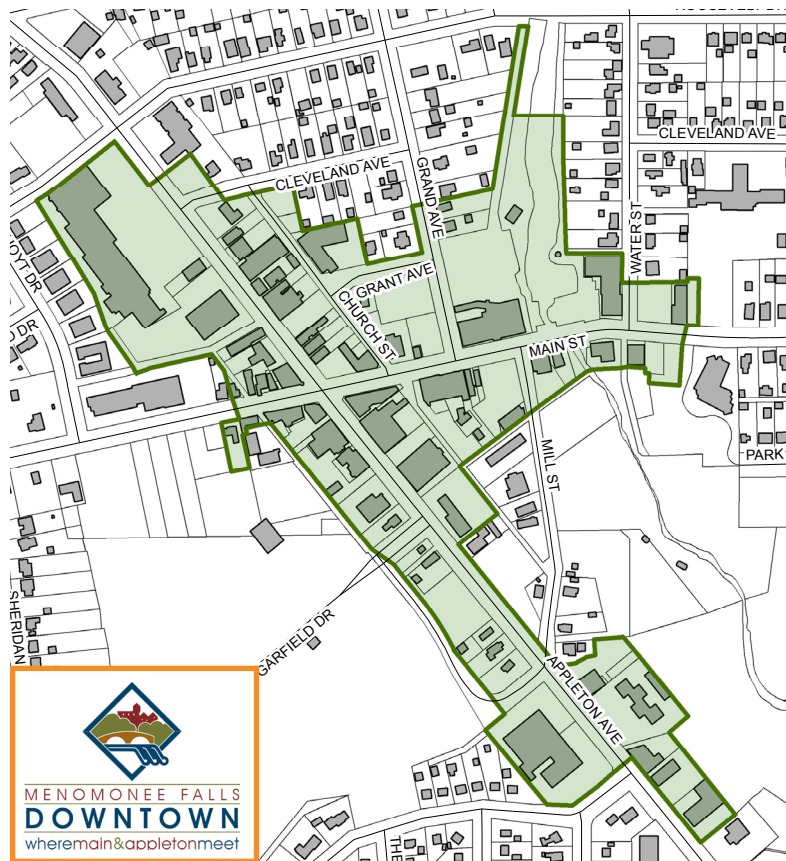 CLEVELAND AVE
CLEVELAND AVE
GRAND AVE
WATER ST
GRANT AVE
CHURCH ST
MAIN ST
MILL ST
PARK
SHERIDAN
GARFIELD DR
APPLETON AVE
MENOMONEE FALLS
DOWNTOWN
wheremain&appletonmeet
THE